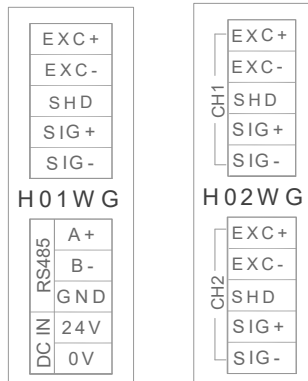 EXC+
EXC-
SHD
SIG+
SIG-
H01WG
RS485
A+
B-
GND
DC IN
24V
0V
CH1
EXC+
EXC-
SHD
SIG+
SIG-
H02WG
CH2
EXC+
EXC-
SHD
SIG+
SIG-